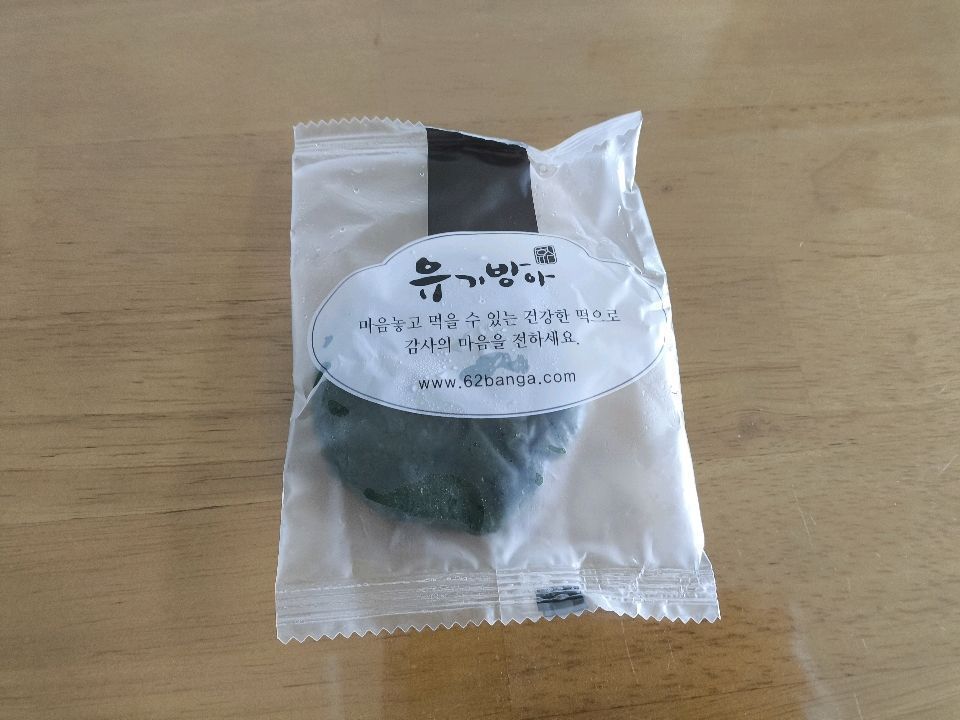 유기방아
마음놓고 먹을 수 있는 건강한 떡으로
감사의 마음을 전하세요.
www.62banga.com